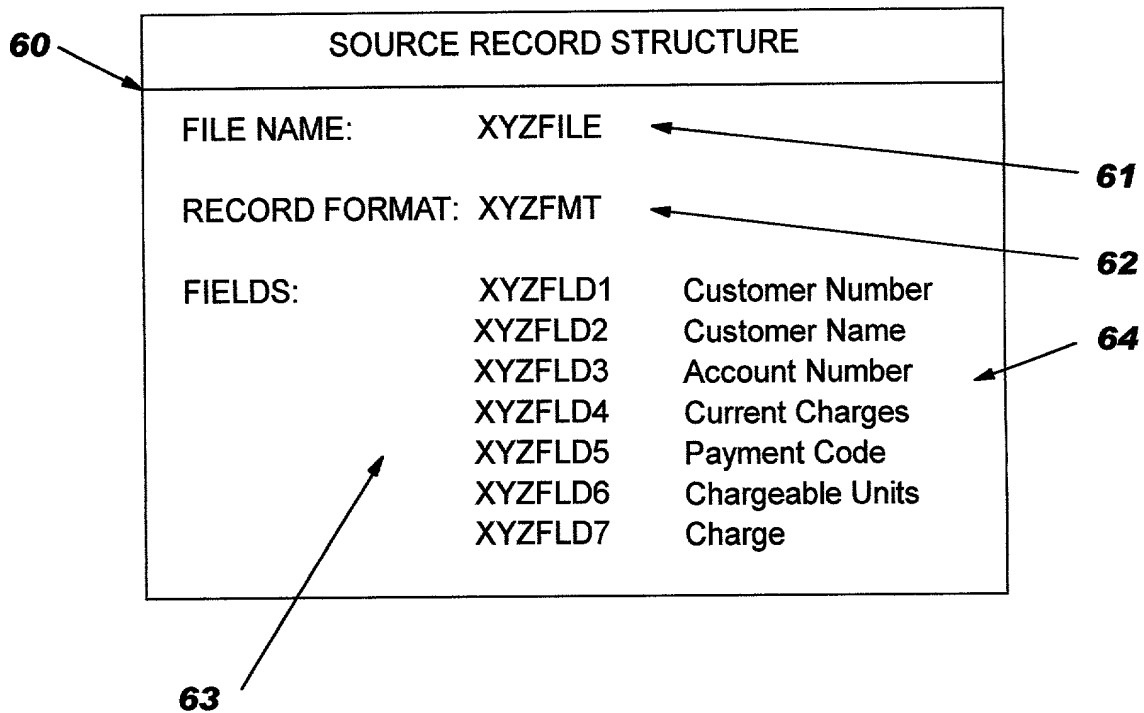 60
SOURCE RECORD STRUCTURE
FILE NAME: XYZFILE
61
RECORD FORMAT: XYZFMT
62
FIELDS: XYZFLD1 Customer Number
XYZFLD2 Customer Name
64
XYZFLD3 Account Number
XYZFLD4 Current Charges
XYZFLD5 Payment Code
XYZFLD6 Chargeable Units
XYZFLD7 Charge
63